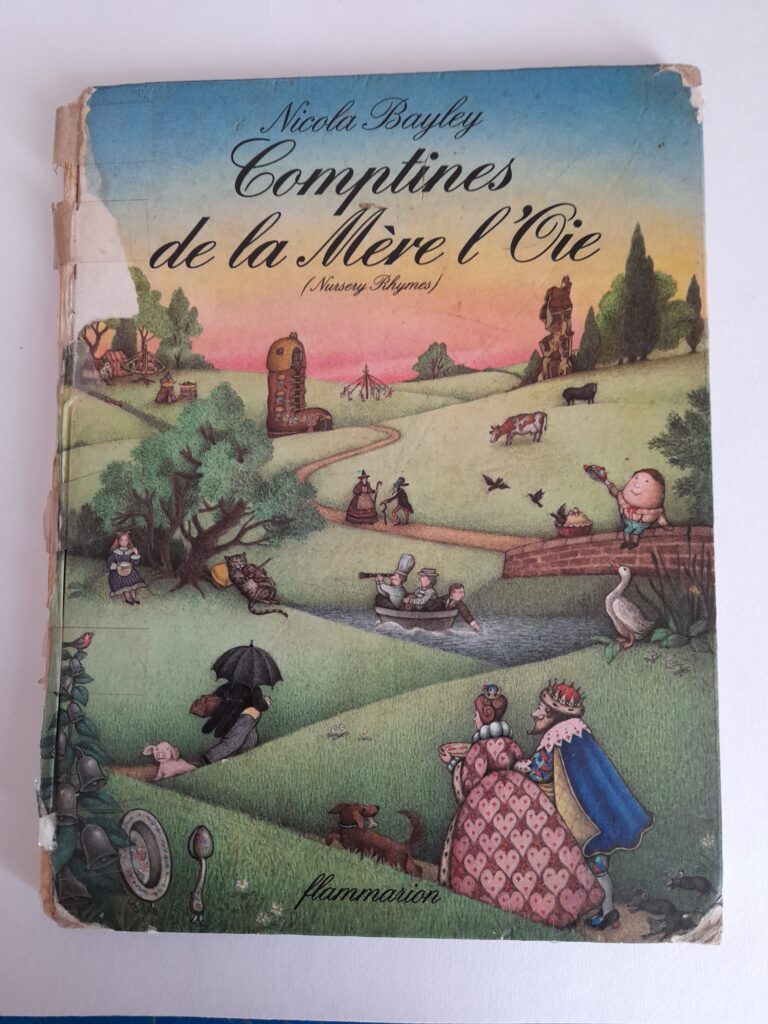 Nicola Bayley
Comptines
de la Mère l'Oie
(Nursery Rhymes)
flammarion